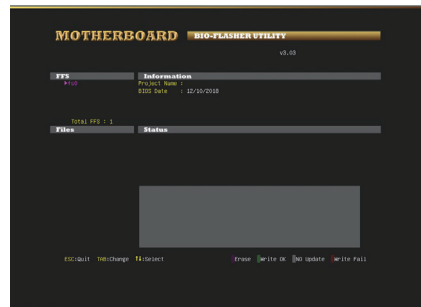 MOTHERBOARD BIO-FLASHER UTILITY
v3.03
FFS Information
Project Name :
BIOS Date : 12/10/2018
Total FFS : 1
Files Status
ESC:Quit TAB:Change ↑↓:Select Erase Write OK NO Update Write Fail